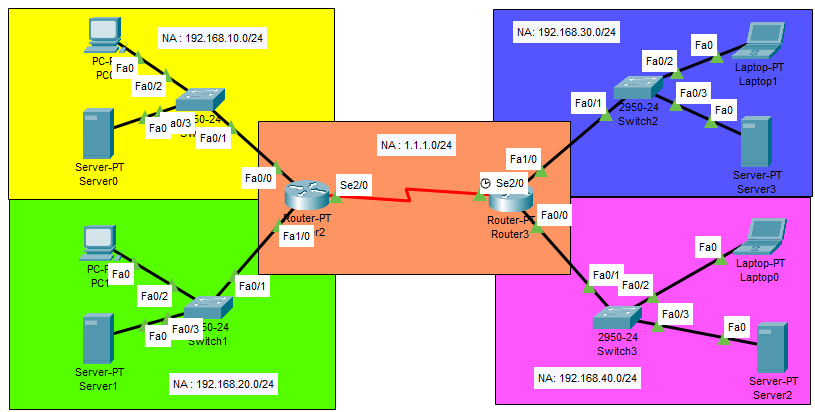 NA : 192.168.10.0/24
PC-P
PC0
Fa0
Fa0/2
Fa0
a0/3
50-24
Fa0/1
Server-PT
Server0
Fa0/0
NA : 1.1.1.0/24
Se2/0
Router-PT
er2
Fa1/0
NA: 192.168.30.0/24
Fa0
Laptop-PT
Laptop1
Fa0/2
Fa0/1
2950-24
Switch2
Fa0/3
Fa0
Server-PT
Server3
Fa1/0
Se2/0
Router-PT
Router3
Fa0/0
PC-P
PC1
Fa0
Fa0/2
Fa0/1
Fa0
Fa0/3
2950-24
Switch1
Server-PT
Server1
NA : 192.168.20.0/24
Fa0
Laptop-PT
Laptop0
Fa0/1
Fa0/2
Fa0/3
2950-24
Switch3
Fa0
Server-PT
Server2
NA: 192.168.40.0/24